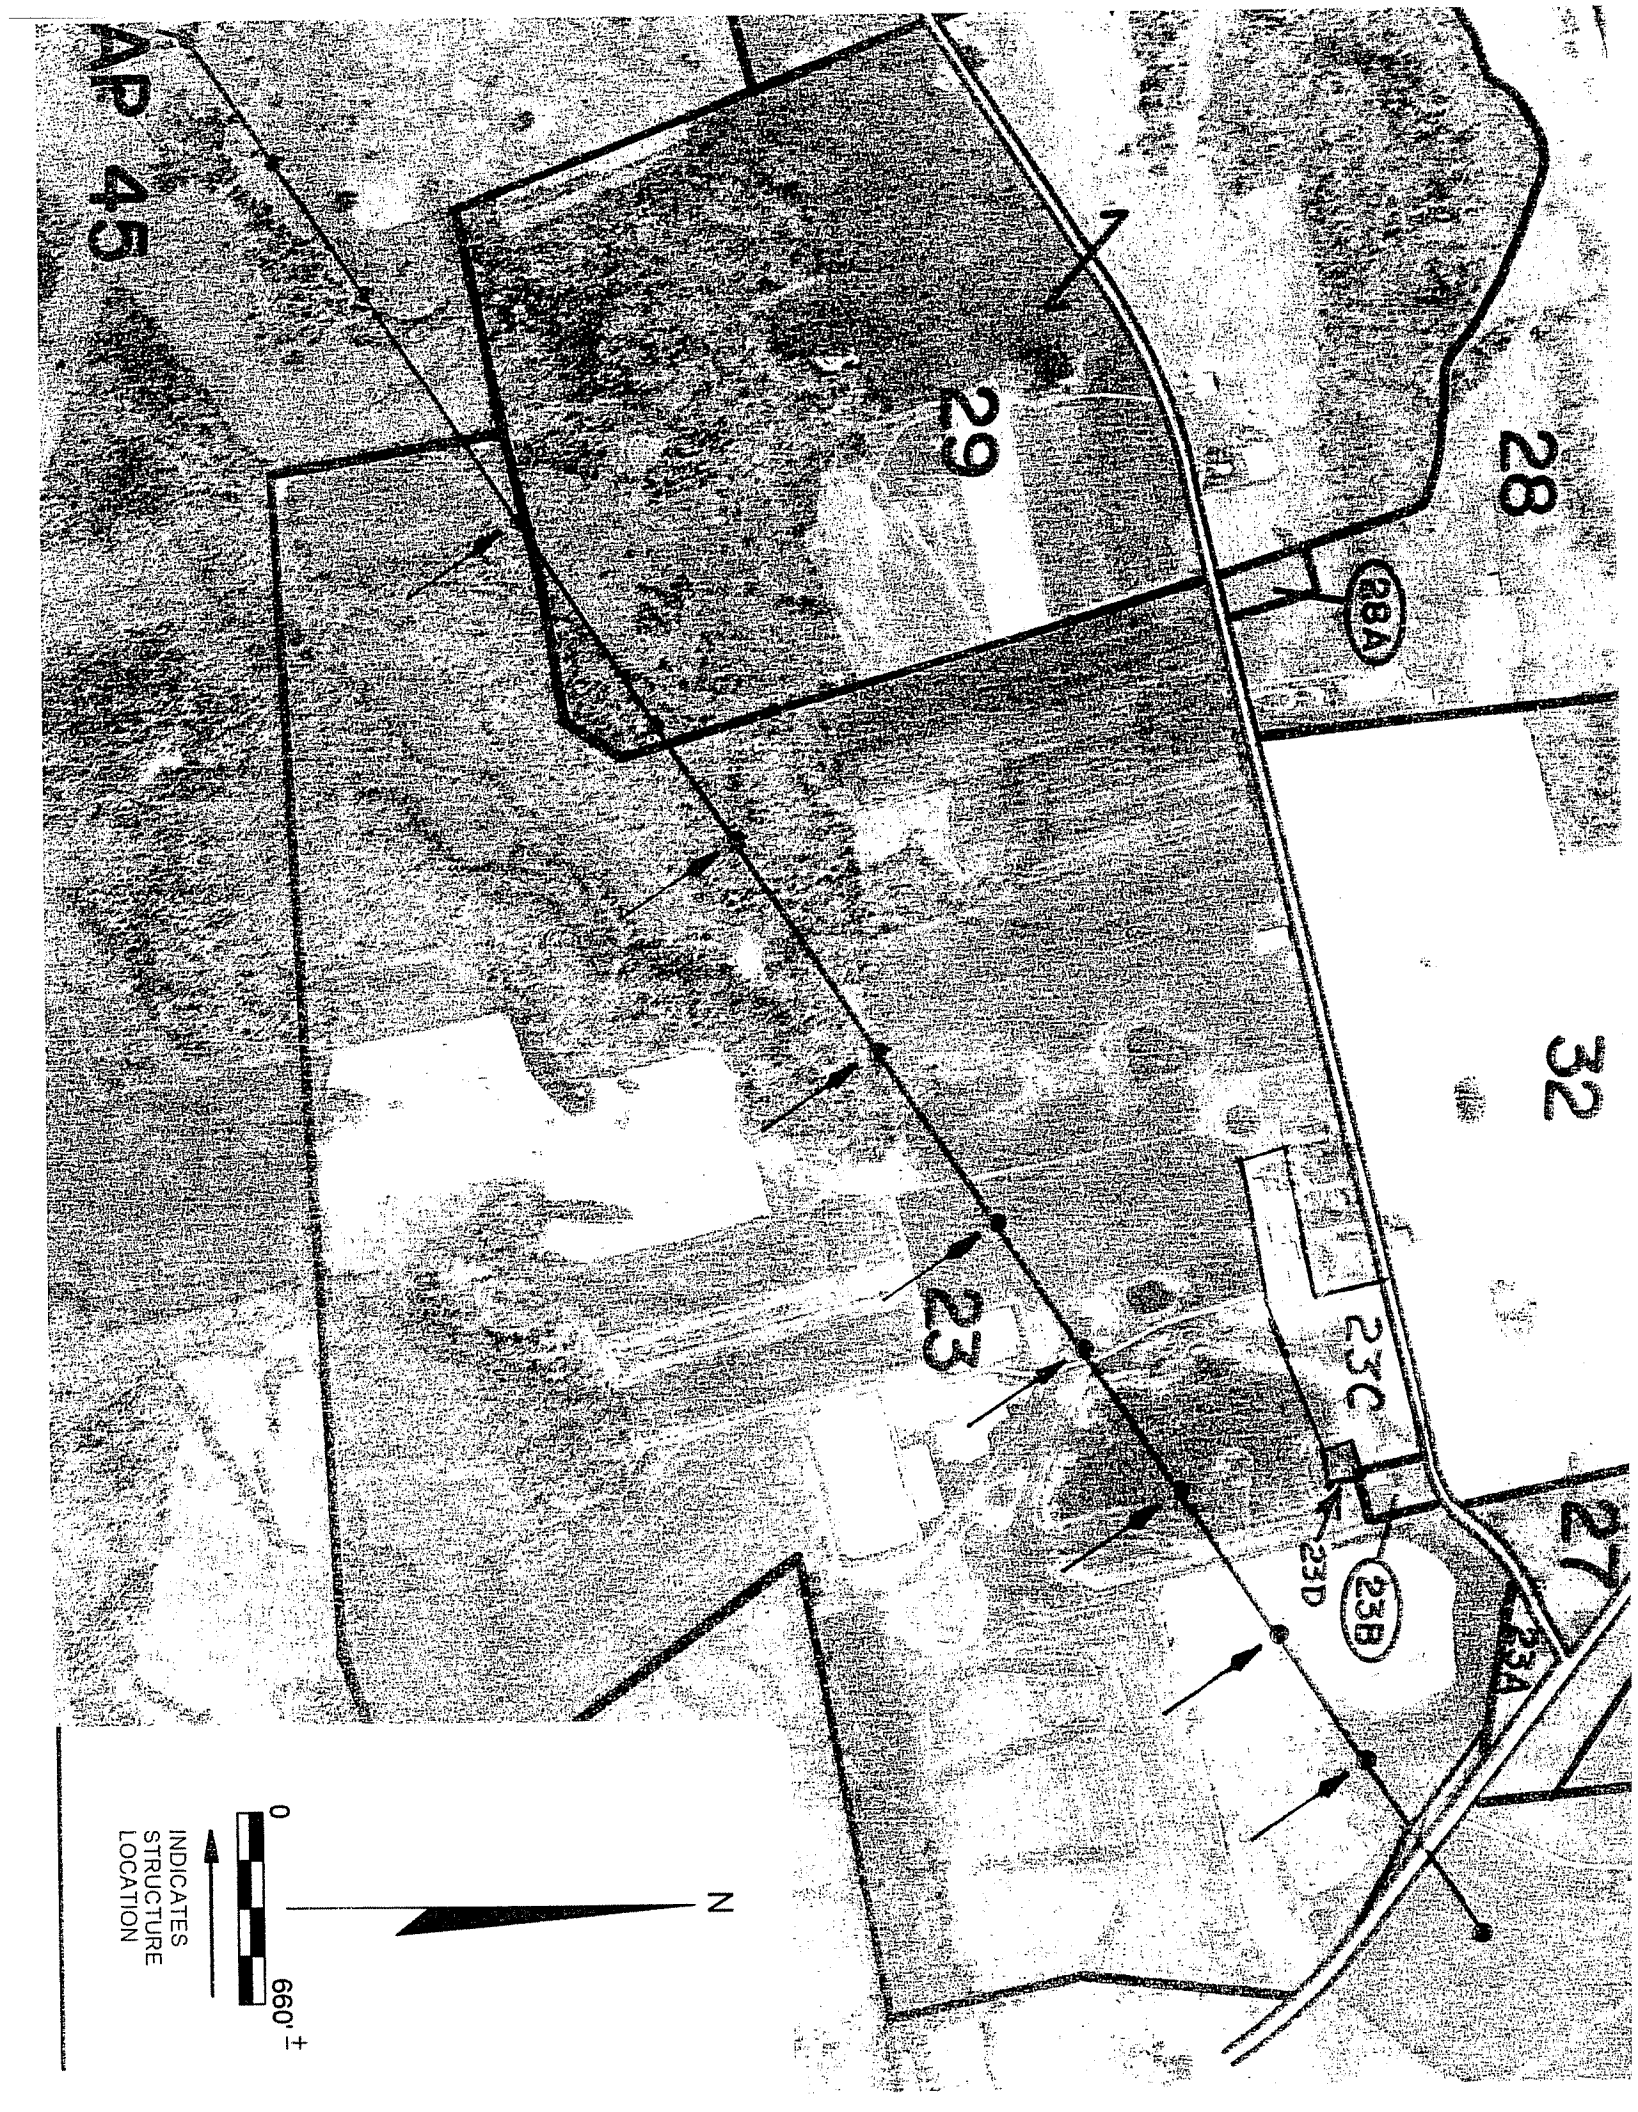 28
28A
32
29
27
23A
23C
23B
23D
23
AP 45
N
0 660'±
INDICATES
STRUCTURE
LOCATION